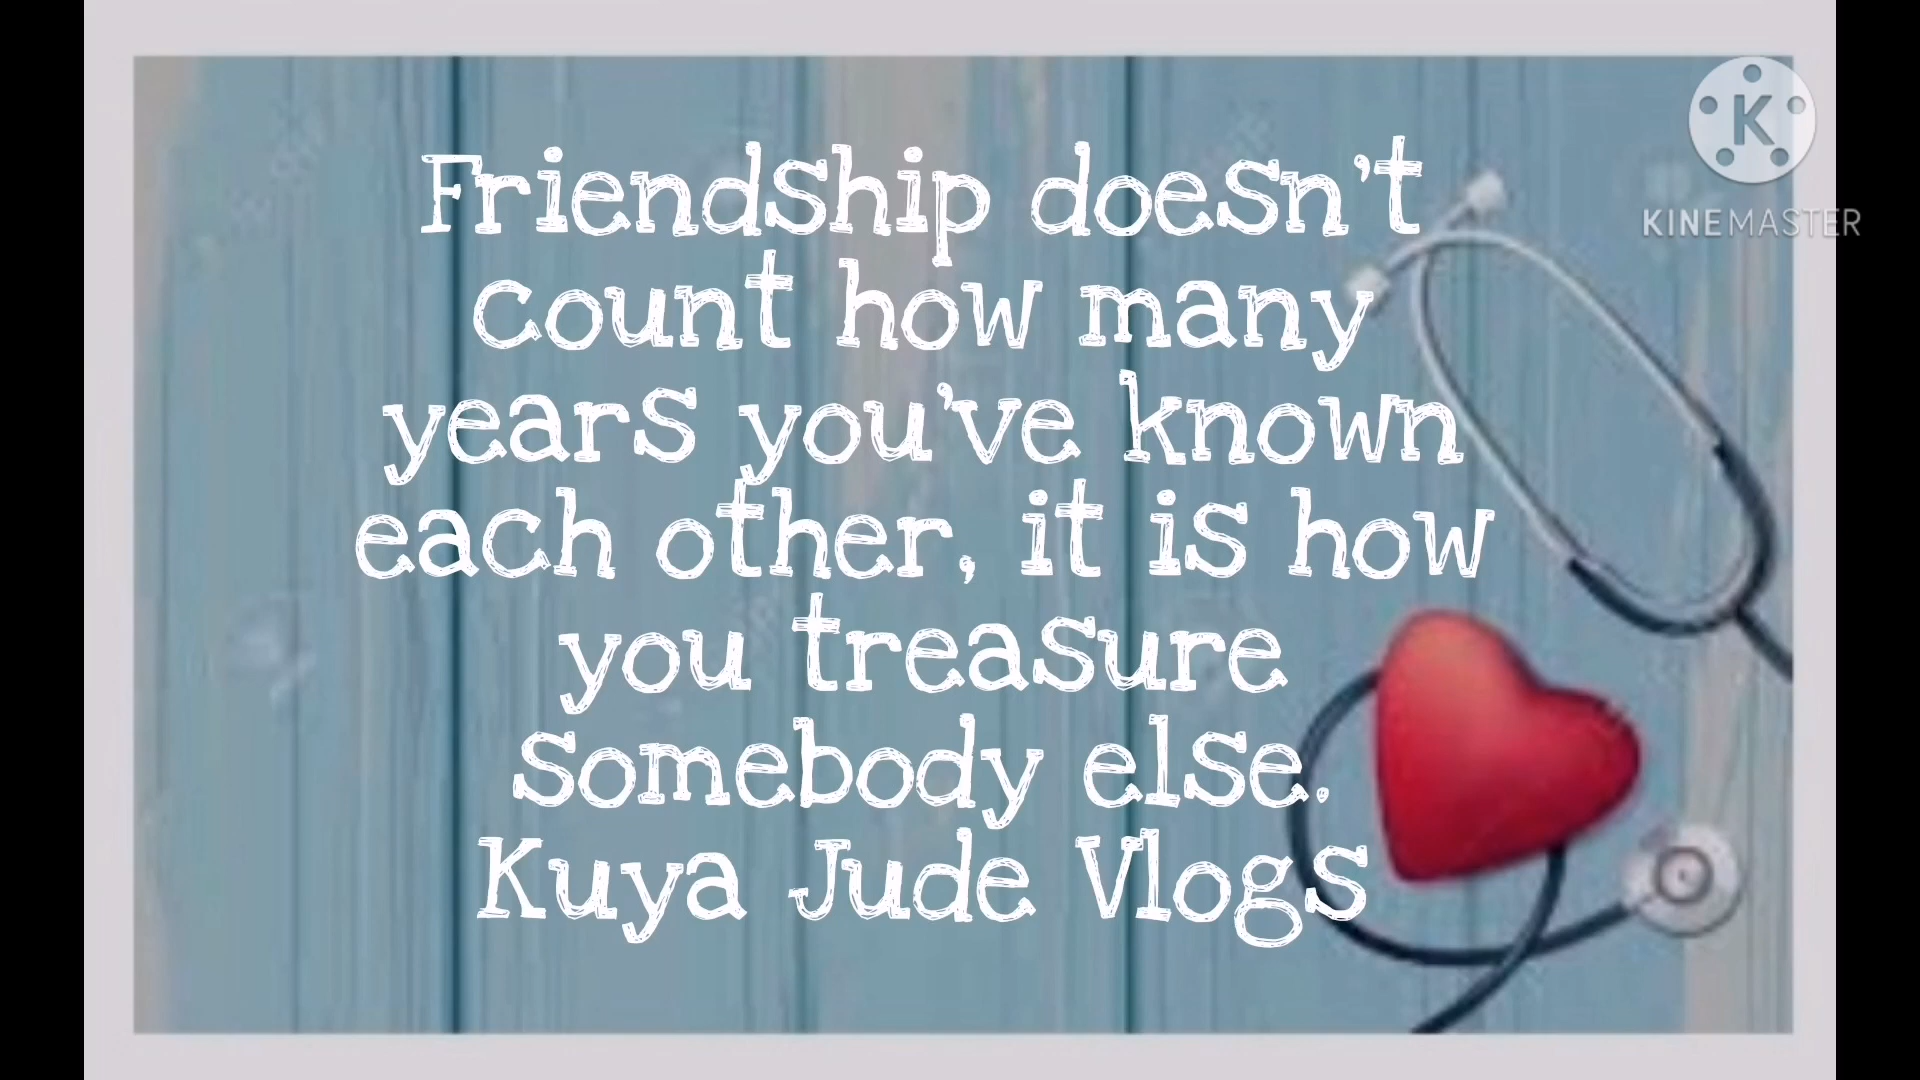 Friendship doesn't
count how many
years you've known
each other, it is how
you treasure
somebody else.
Kuya Jude Vlogs
K
KINEMASTER